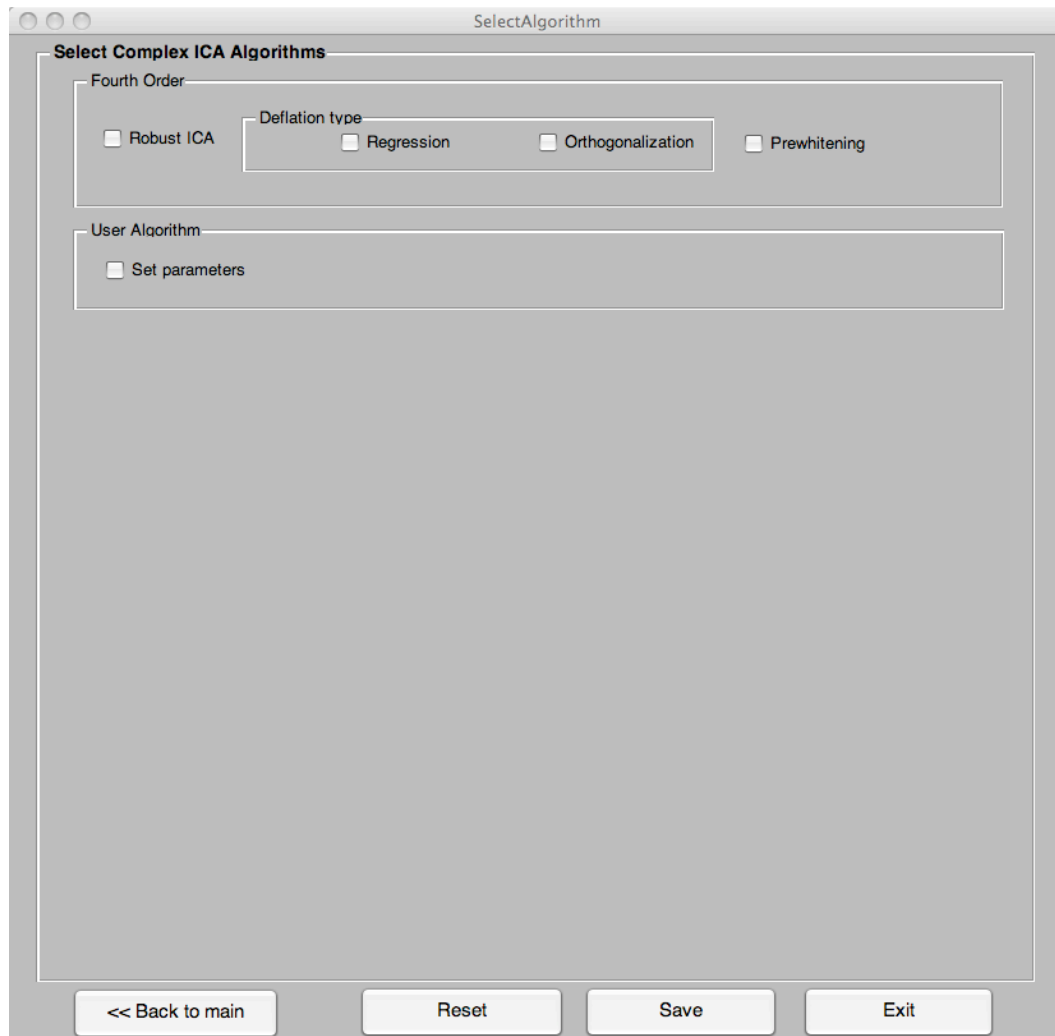 SelectAlgorithm
Select Complex ICA Algorithms
Fourth Order
Deflation type
Robust ICA
Regression
Orthogonalization
Prewhitening
User Algorithm
Set parameters
<< Back to main
Reset
Save
Exit